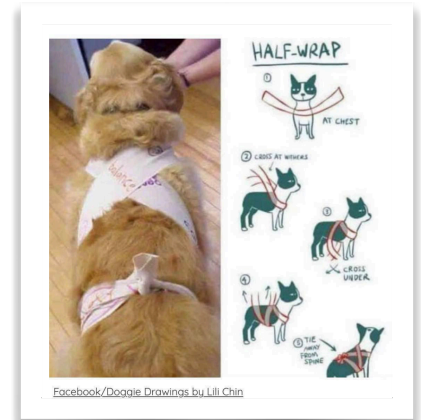 balance
HALF-WRAP
①
AT CHEST
② CROSS AT WITHERS
③
CROSS
UNDER
④
⑤ TIE
AWAY
FROM
SPINE
Facebook/Doggie Drawings by Lili Chin